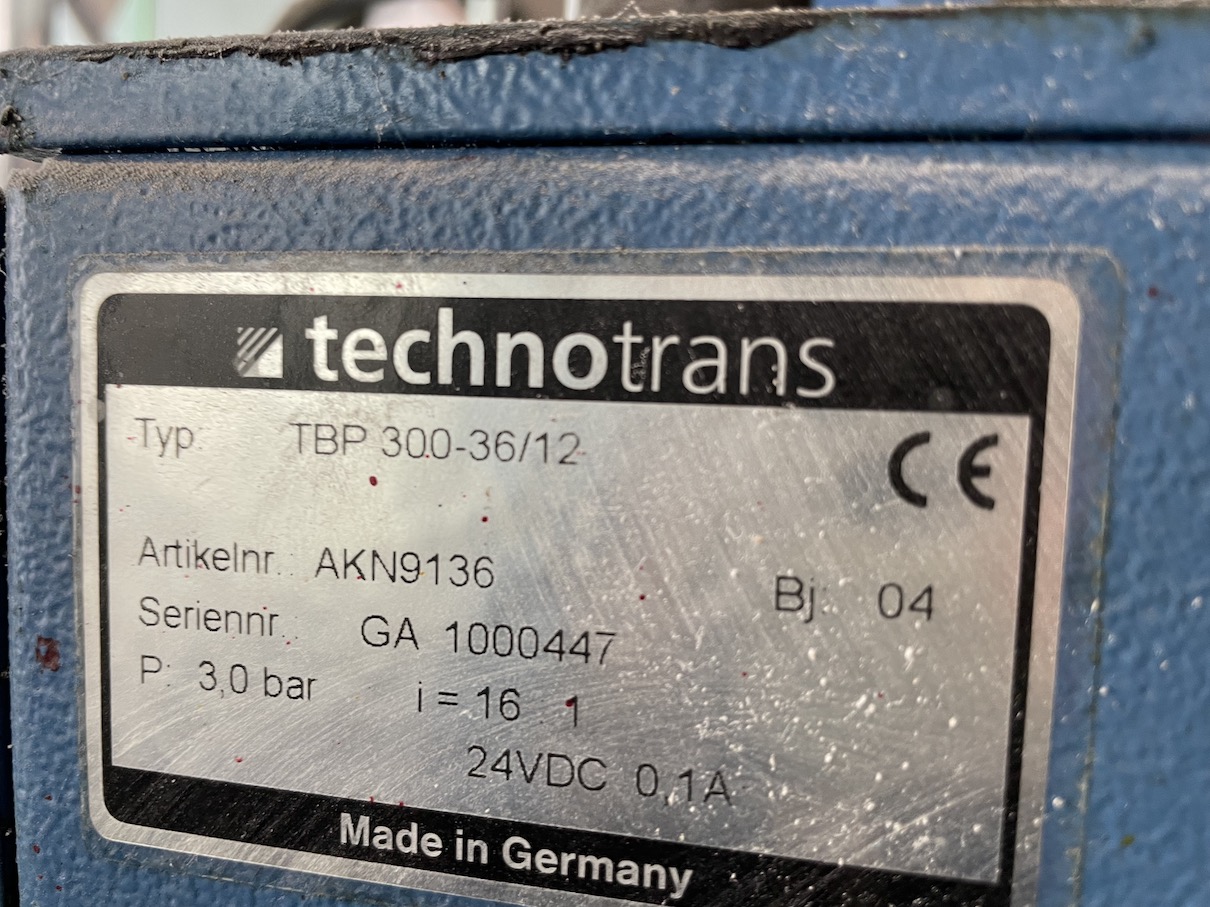 technotrans
Typ: TBP 300-36/12
CE
Artikelnr.: AKN9136
Bj.: 04
Seriennr.: GA 1000447
P: 3,0 bar i = 16 : 1
24VDC 0,1A
Made in Germany